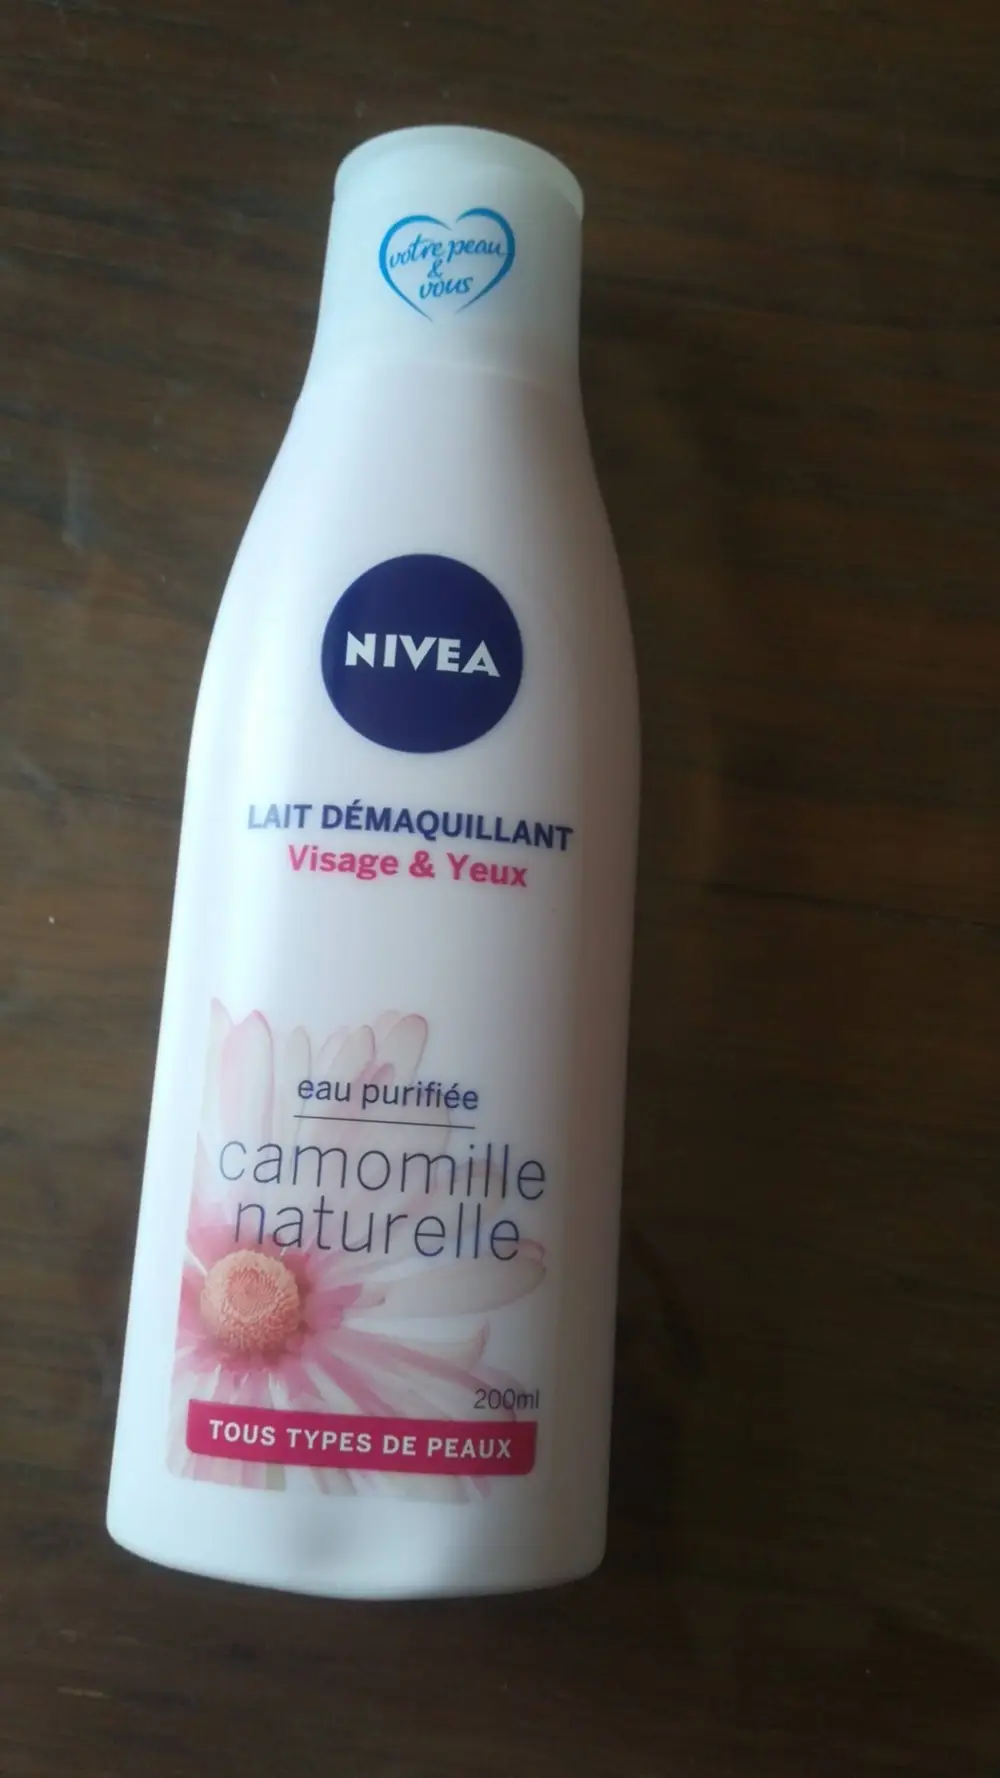 votre peau
&
vous
NIVEA
LAIT DÉMAQUILLANT
Visage & Yeux
eau purifiée
camomille
naturelle
200ml
TOUS TYPES DE PEAUX